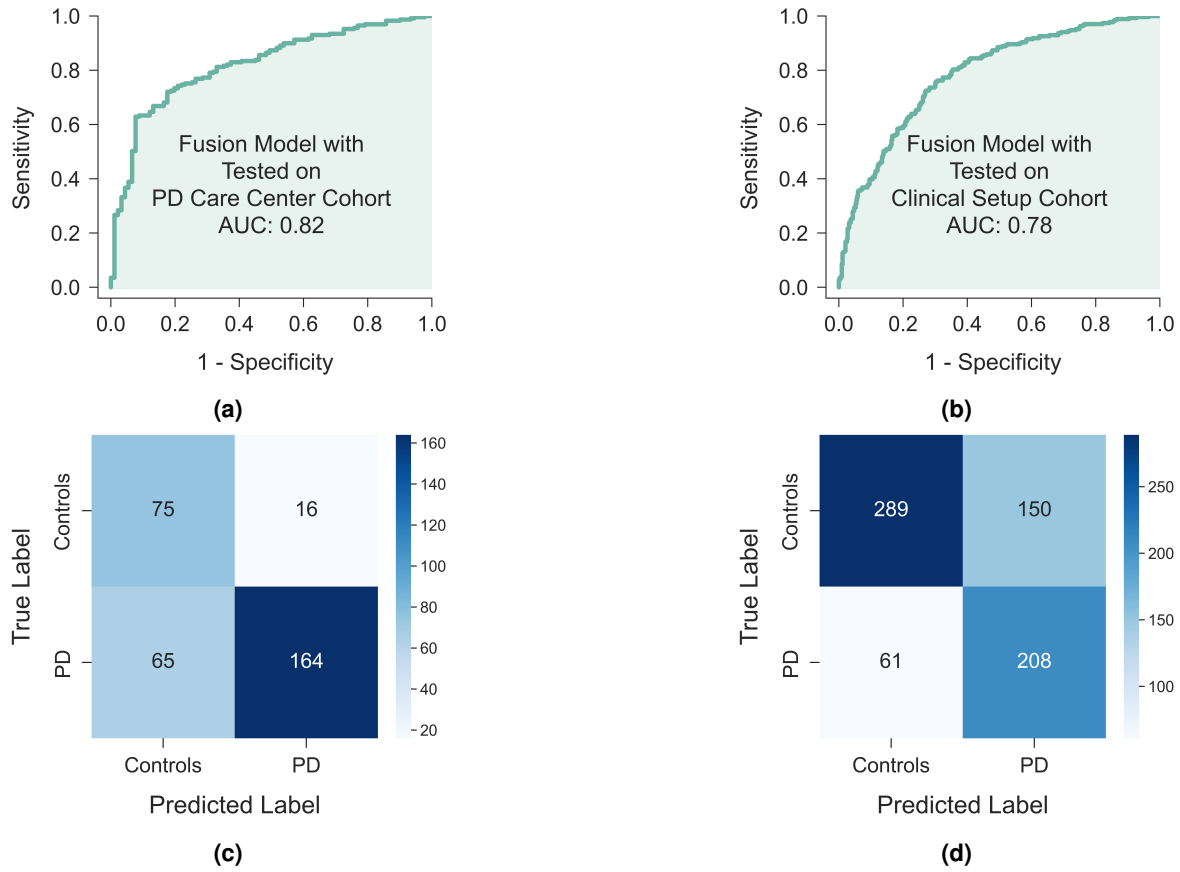 1.0
0.8
0.6
0.4
0.2
0.0
Sensitivity
Fusion Model with
Tested on
PD Care Center Cohort
AUC: 0.82
0.0 0.2 0.4 0.6 0.8 1.0
1 - Specificity
(a)
1.0
0.8
0.6
0.4
0.2
0.0
Sensitivity
Fusion Model with
Tested on
Clinical Setup Cohort
AUC: 0.78
0.0 0.2 0.4 0.6 0.8 1.0
1 - Specificity
(b)
True Label
Controls
PD
75 16
65 164
Controls PD
Predicted Label
160
140
120
100
80
60
40
20
(c)
True Label
Controls
PD
289 150
61 208
Controls PD
Predicted Label
250
200
150
100
(d)